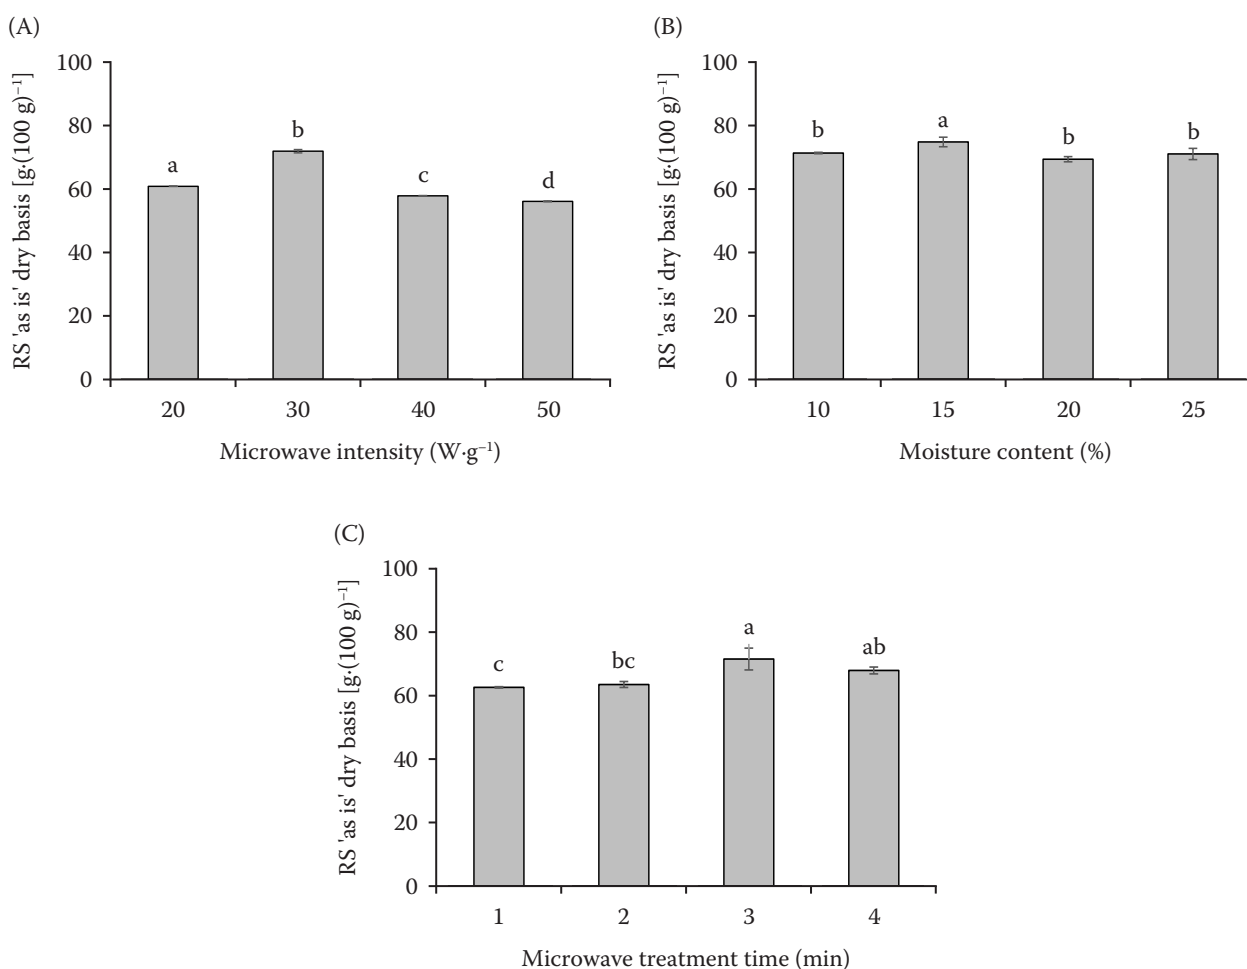 (A)
RS 'as is' dry basis [g·(100 g)⁻¹]
100
80
60
40
20
0
a
b
c
d
20 30 40 50
Microwave intensity (W·g⁻¹)
(B)
RS 'as is' dry basis [g·(100 g)⁻¹]
100
80
60
40
20
0
b
a
b
b
10 15 20 25
Moisture content (%)
(C)
RS 'as is' dry basis [g·(100 g)⁻¹]
100
80
60
40
20
0
c
bc
a
ab
1 2 3 4
Microwave treatment time (min)